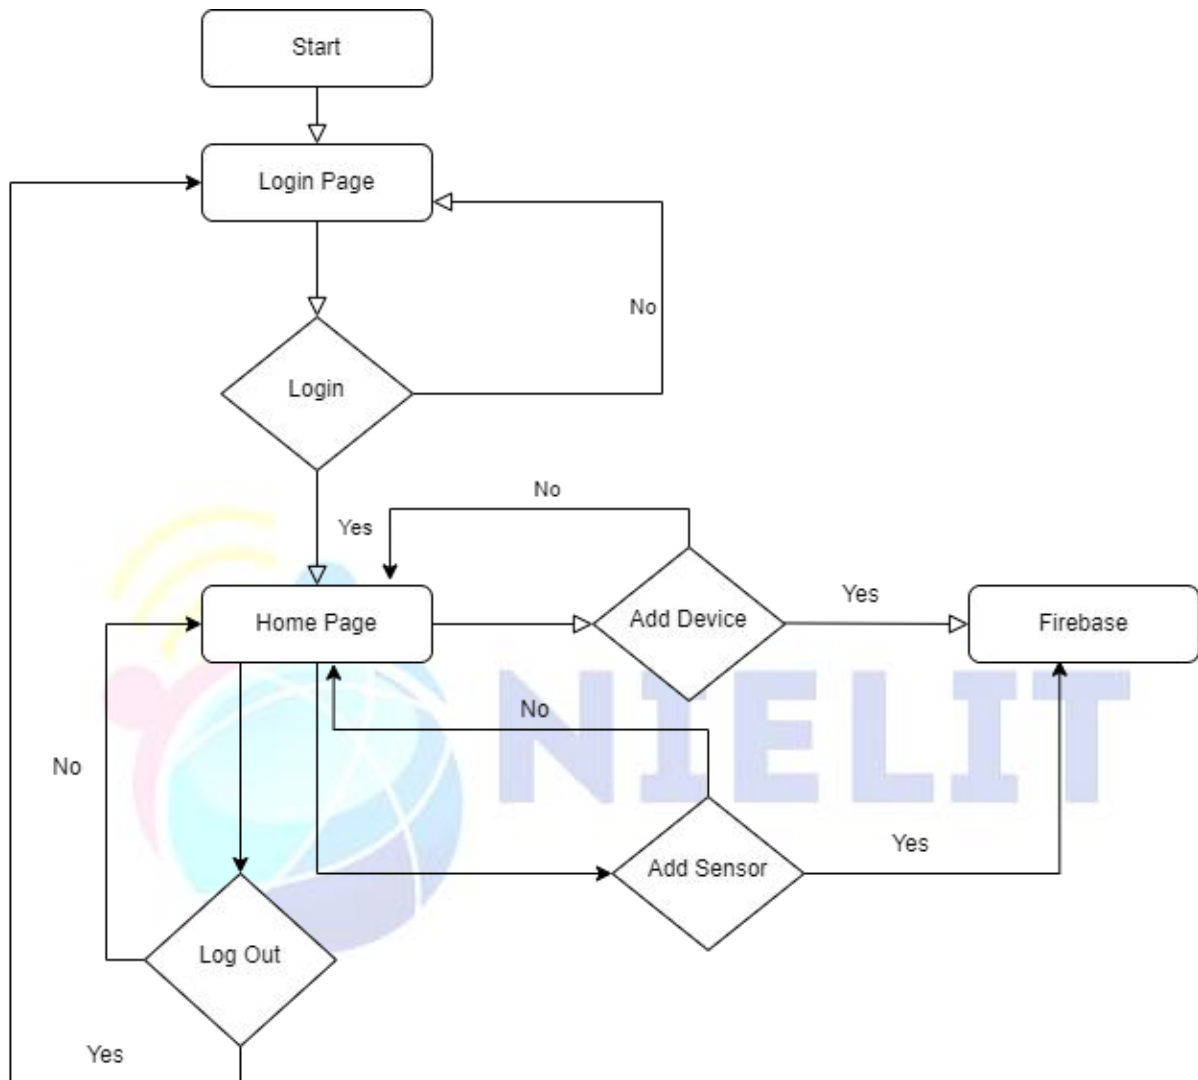 Start
Login Page
No
Login
No
Yes
Home Page
Add Device
Yes
Firebase
NIELIT
No
No
Add Sensor
Yes
Log Out
Yes